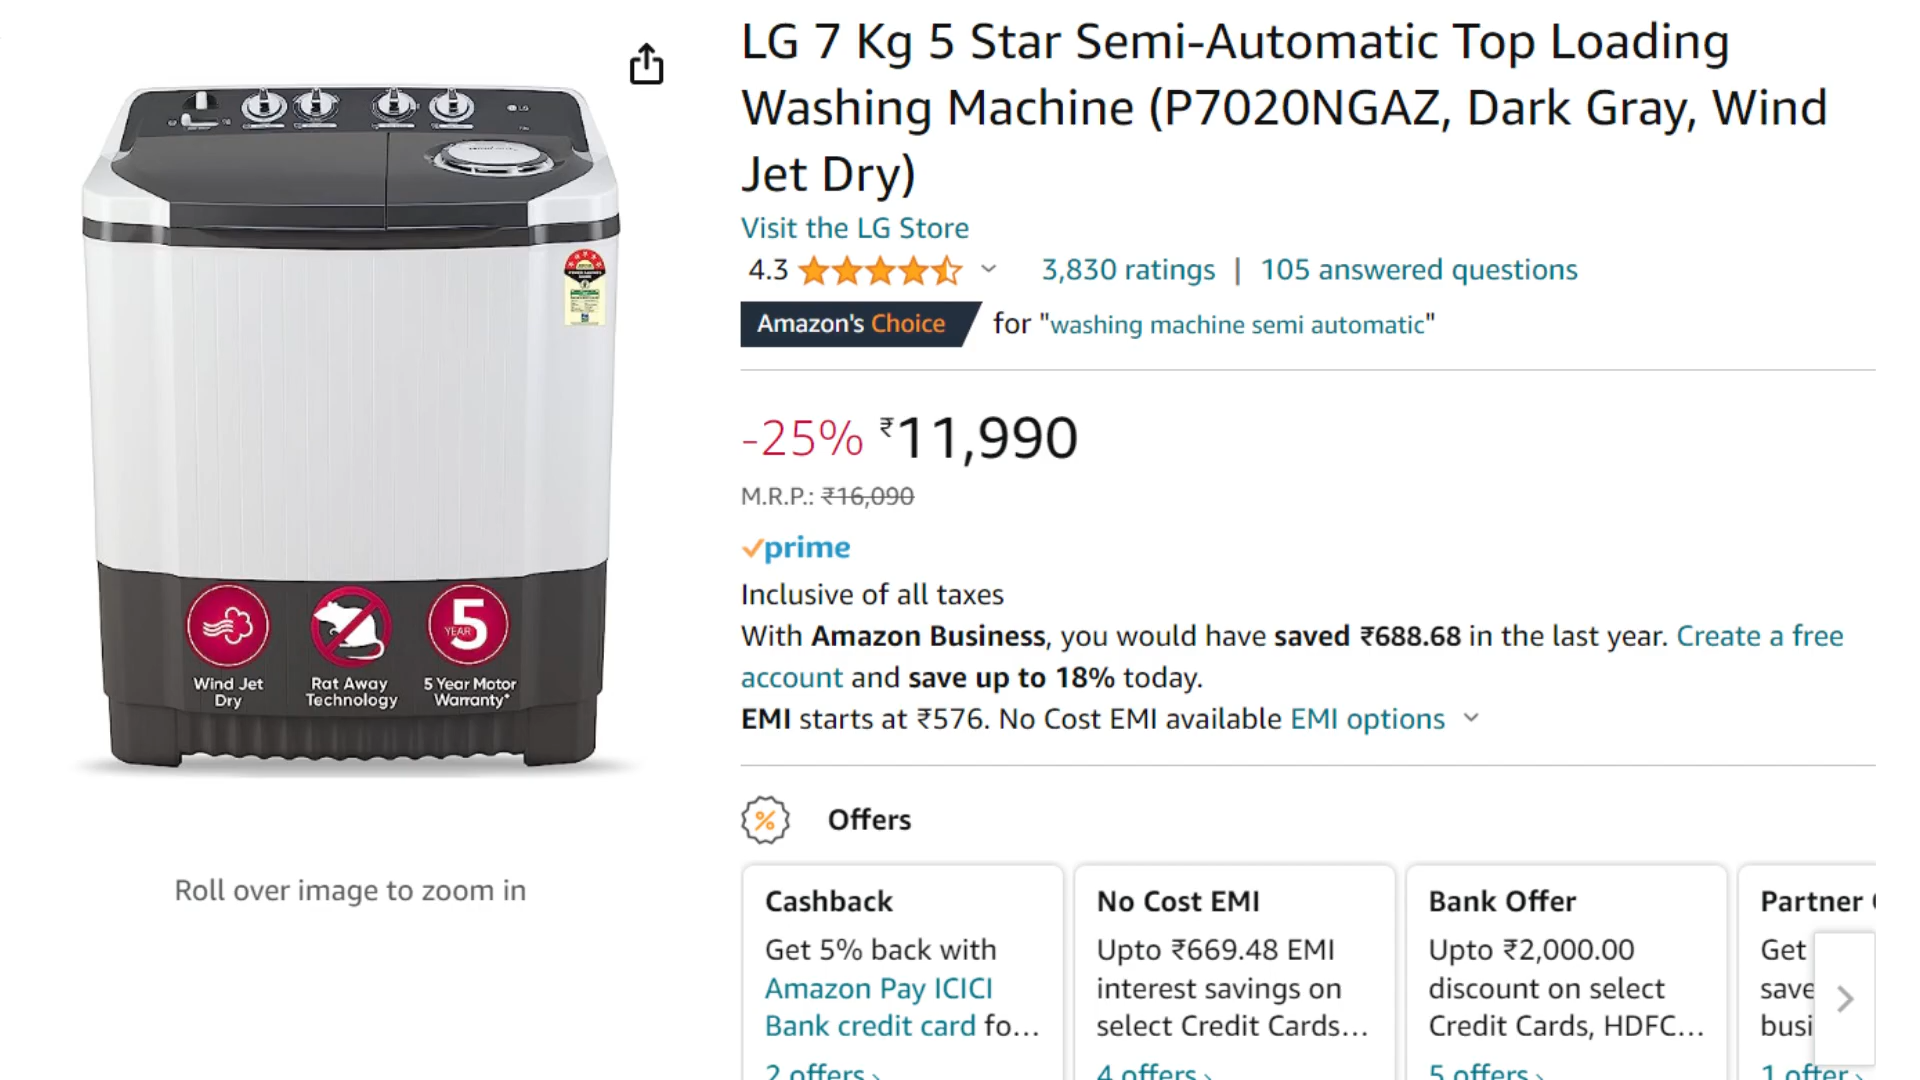 LG 7 Kg 5 Star Semi-Automatic Top Loading
Washing Machine (P7020NGAZ, Dark Gray, Wind
Jet Dry)
Visit the LG Store
4.3
3,830 ratings | 105 answered questions
Amazon's Choice for "washing machine semi automatic"
-25% ₹11,990
M.R.P.: ₹16,090
prime
Inclusive of all taxes
With Amazon Business, you would have saved ₹688.68 in the last year. Create a free
account and save up to 18% today.
EMI starts at ₹576. No Cost EMI available EMI options
LG
Wind Jet
Dry
Rat Away
Technology
5
YEAR
5 Year Motor
Warranty*
Roll over image to zoom in
% Offers
Cashback
Get 5% back with
Amazon Pay ICICI
Bank credit card fo...
2 offers ›
No Cost EMI
Upto ₹669.48 EMI
interest savings on
select Credit Cards...
4 offers ›
Bank Offer
Upto ₹2,000.00
discount on select
Credit Cards, HDFC...
5 offers ›
Partner
Get
save
busi
1 offer ›